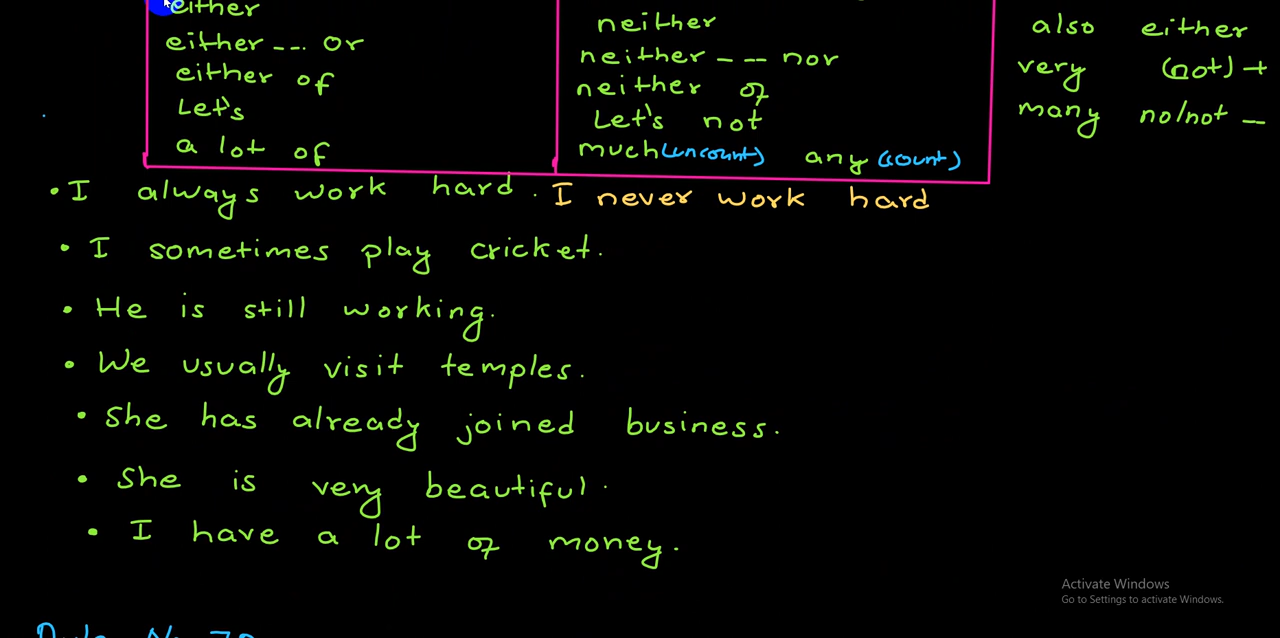 either neither also either
either --- or neither --- nor very (not) +
either of neither of many no/not --
Let's Let's not
a lot of much (uncount) any (count)
• I always work hard. I never work hard
• I sometimes play cricket.
• He is still working.
• We usually visit temples.
• She has already joined business.
• She is very beautiful.
• I have a lot of money.
Activate Windows
Go to Settings to activate Windows.